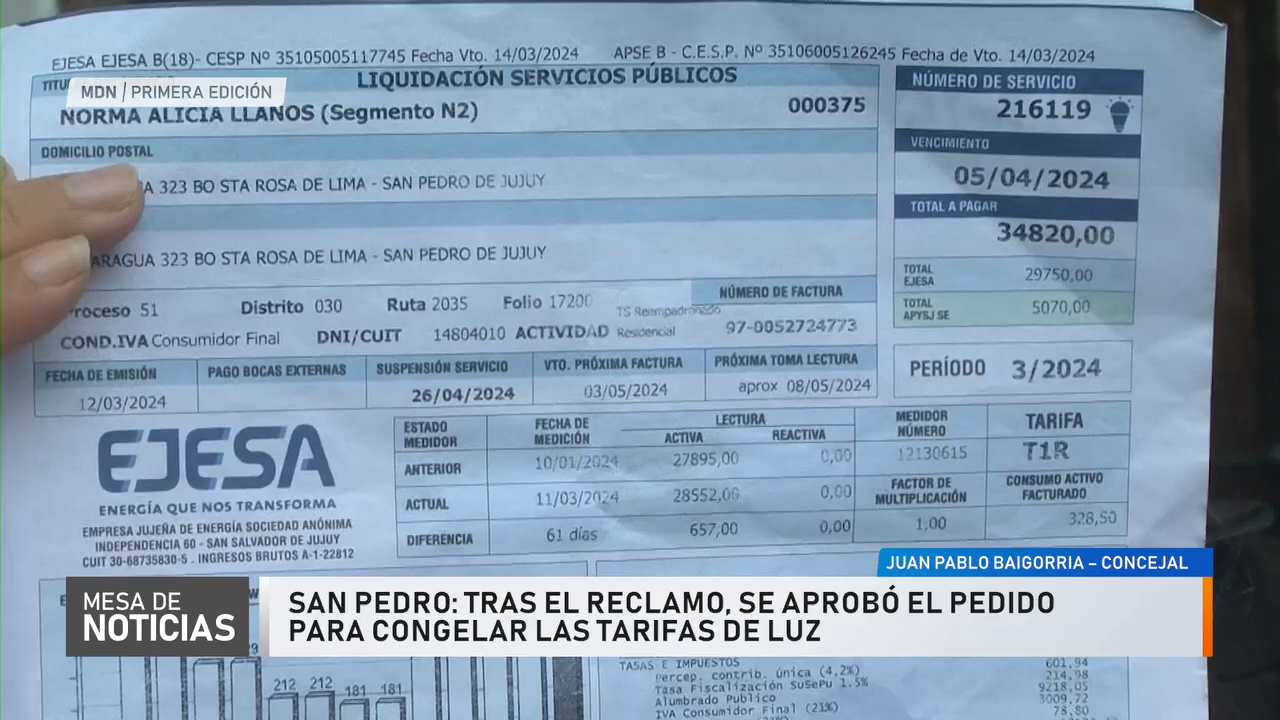 EJESA EJESA B(18)- CESP Nº 35105005117745 Fecha Vto. 14/03/2024 APSE B - C.E.S.P. Nº 35106005126245 Fecha de Vto. 14/03/2024
LIQUIDACIÓN SERVICIOS PÚBLICOS
MDN | PRIMERA EDICIÓN
NORMA ALICIA LLANOS (Segmento N2) 000375
NÚMERO DE SERVICIO
216119
DOMICILIO POSTAL
323 BO STA ROSA DE LIMA - SAN PEDRO DE JUJUY
VENCIMIENTO
05/04/2024
TOTAL A PAGAR
34820,00
ARAGUA 323 BO STA ROSA DE LIMA - SAN PEDRO DE JUJUY
TOTAL EJESA 29750,00
TOTAL APYSJ SE 5070,00
roceso 51 Distrito 030 Ruta 2035 Folio 17200 TS Reempadronado NÚMERO DE FACTURA
COND.IVA Consumidor Final DNI/CUIT 14804010 ACTIVIDAD Residencial 97-0052724773
FECHA DE EMISIÓN PAGO BOCAS EXTERNAS SUSPENSIÓN SERVICIO VTO. PRÓXIMA FACTURA PRÓXIMA TOMA LECTURA
12/03/2024 26/04/2024 03/05/2024 aprox 08/05/2024
PERÍODO 3/2024
EJESA
ENERGÍA QUE NOS TRANSFORMA
EMPRESA JUJEÑA DE ENERGÍA SOCIEDAD ANÓNIMA
INDEPENDENCIA 60 - SAN SALVADOR DE JUJUY
CUIT 30-68735830-5 . INGRESOS BRUTOS A-1-22812
ESTADO MEDIDOR FECHA DE MEDICIÓN LECTURA ACTIVA REACTIVA MEDIDOR NÚMERO TARIFA
ANTERIOR 10/01/2024 27895,00 0,00 12130615 T1R
ACTUAL 11/03/2024 28552,00 0,00 FACTOR DE MULTIPLICACIÓN CONSUMO ACTIVO FACTURADO
DIFERENCIA 61 días 657,00 0,00 1,00 328,50
JUAN PABLO BAIGORRIA – CONCEJAL
MESA DE
NOTICIAS
SAN PEDRO: TRAS EL RECLAMO, SE APROBÓ EL PEDIDO
PARA CONGELAR LAS TARIFAS DE LUZ
212 212 181 181
TASAS E IMPUESTOS 601,94
Percep. contrib. única (4.2%) 214,98
Tasa Fiscalización SuSePu 1.5% 9218,05
Alumbrado Público 3009,72
IVA Consumidor Final (21%) 78,80